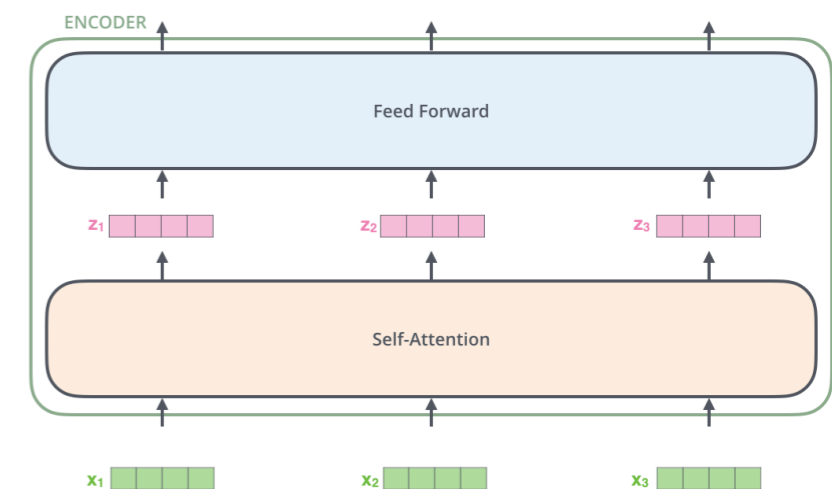 ENCODER
Feed Forward
z₁ z₂ z₃
Self-Attention
x₁ x₂ x₃